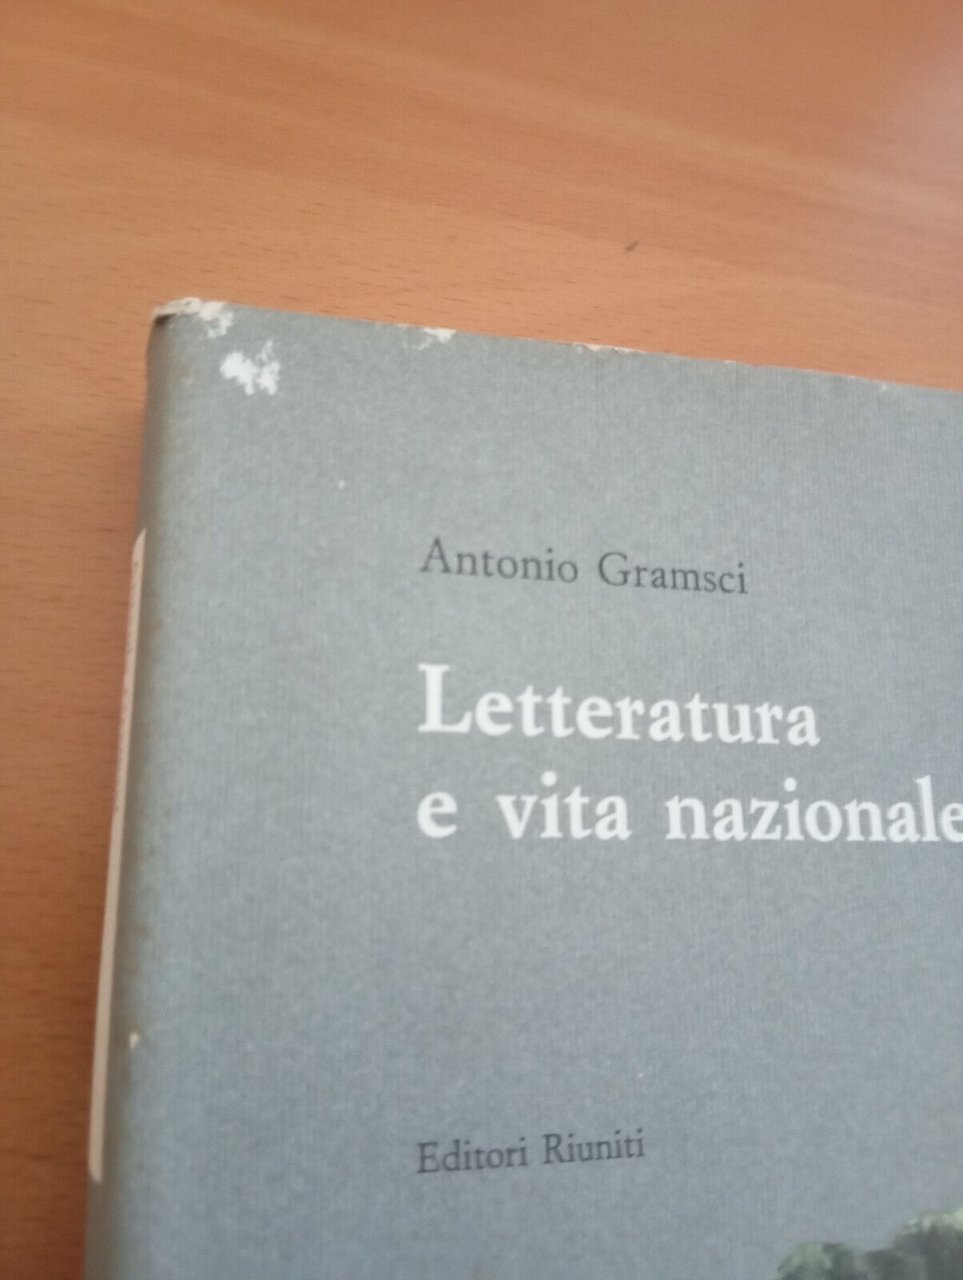 Antonio Gramsci
Letteratura
e vita nazionale
Editori Riuniti